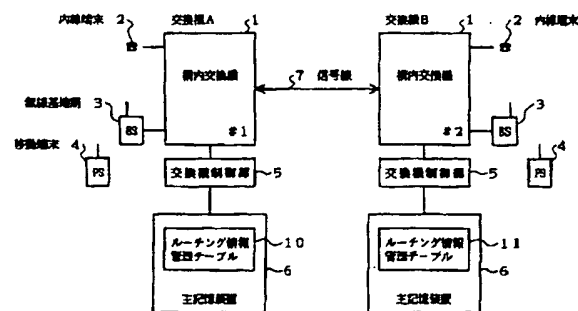 内線端末 2 交換機A 1
交換機B 1 2 内線端末
構内交換機
#1
7 信号線
構内交換機
#2
無線基地局
3
BS
BS
3
移動端末
4
PS
4
PS
交換機制御部
5
交換機制御部
5
ルーチング情報
管理テーブル
10
6
主記憶装置
ルーチング情報
管理テーブル
11
6
主記憶装置